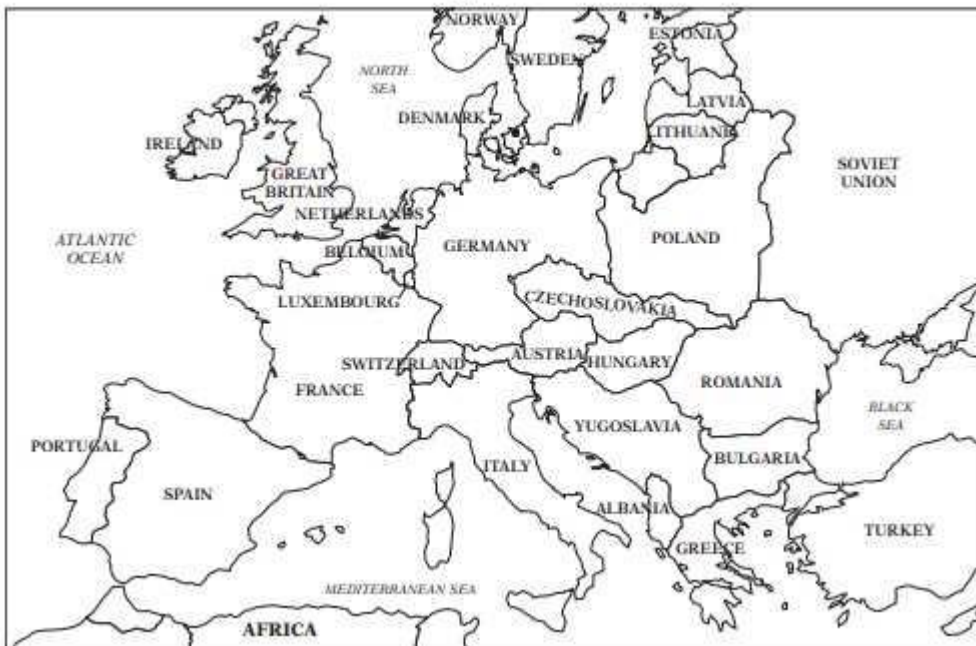 NORWAY
ESTONIA
SWEDEN
NORTH
SEA
LATVIA
DENMARK
LITHUANI
IRELAND
SOVIET
UNION
GREAT
BRITAIN
NETHERLANDS
ATLANTIC
OCEAN
BELGIUM
GERMANY
POLAND
LUXEMBOURG
CZECHOSLOVAKIA
SWITZERLAND
AUSTRIA
HUNGARY
FRANCE
ROMANIA
BLACK
SEA
PORTUGAL
YUGOSLAVIA
ITALY
BULGARIA
SPAIN
ALBANIA
TURKEY
GREECE
MEDITERRANEAN SEA
AFRICA